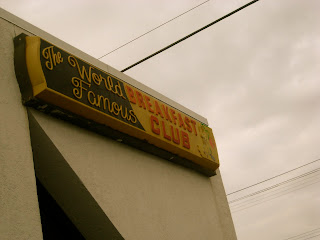 The World
Famous
BREAKFAST
CLUB